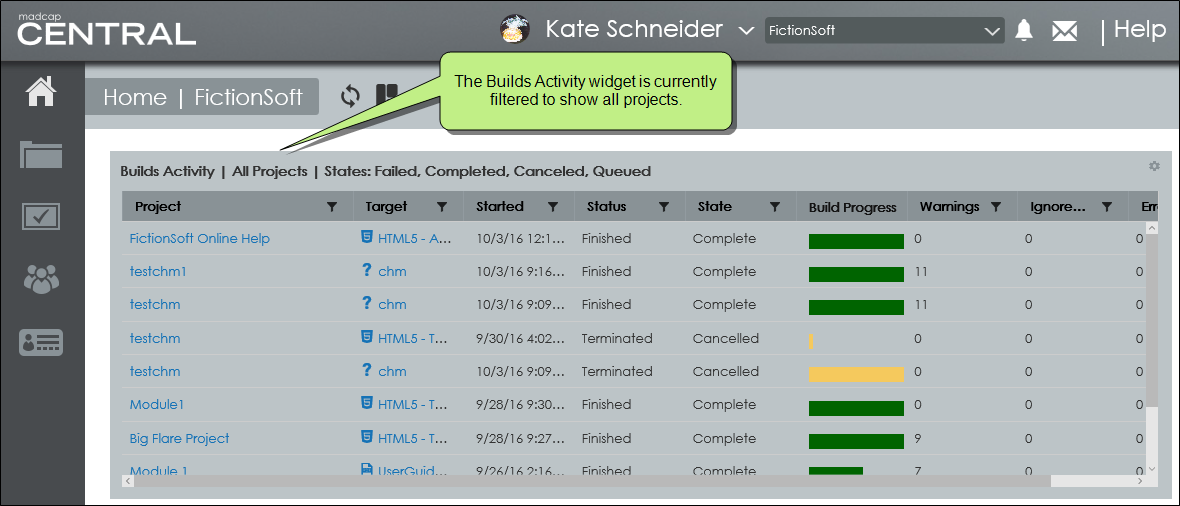 madcap
CENTRAL
Kate Schneider
FictionSoft
Help
Home | FictionSoft
The Builds Activity widget is currently
filtered to show all projects.
Builds Activity | All Projects | States: Failed, Completed, Canceled, Queued
Project Target Started Status State Build Progress Warnings Ignore... Err
FictionSoft Online Help HTML5 - A... 10/3/16 12:1... Finished Complete 0 0 0
testchm1 chm 10/3/16 9:16... Finished Complete 11 0 0
testchm chm 10/3/16 9:09... Finished Complete 11 0 0
testchm HTML5 - T... 9/30/16 4:02... Terminated Cancelled 0 0 0
testchm chm 10/3/16 9:09... Terminated Cancelled 0 0 0
Module1 HTML5 - T... 9/28/16 9:30... Finished Complete 0 0 0
Big Flare Project HTML5 - T... 9/28/16 9:27... Finished Complete 9 0 0
Module 1 UserGuid... 9/26/16 2:16... Finished Complete 7 0 0